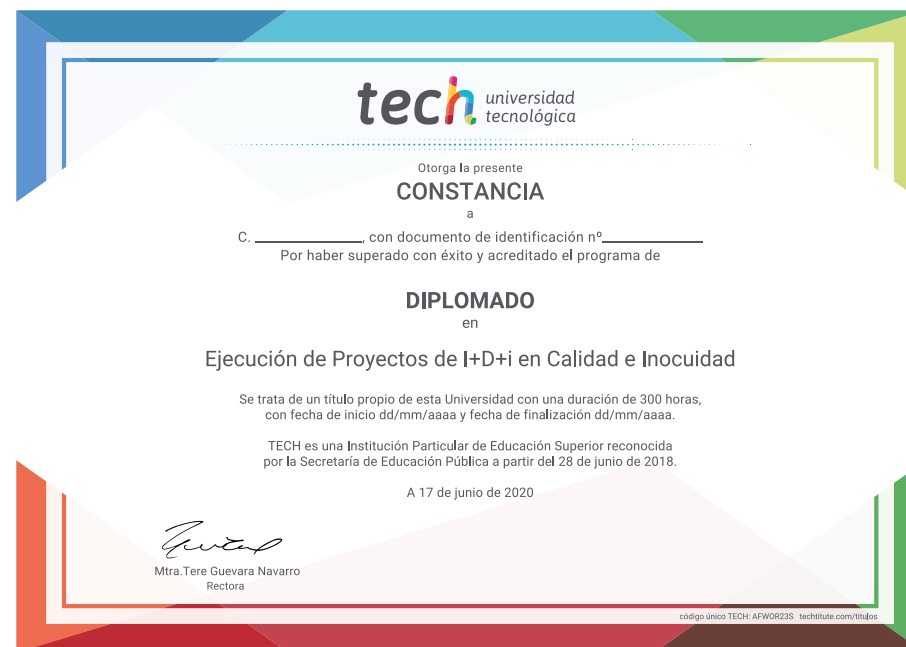 tech universidad
tecnológica
Otorga la presente
CONSTANCIA
a
C. ______________, con documento de identificación nº_____________
Por haber superado con éxito y acreditado el programa de
DIPLOMADO
en
Ejecución de Proyectos de I+D+i en Calidad e Inocuidad
Se trata de un título propio de esta Universidad con una duración de 300 horas,
con fecha de inicio dd/mm/aaaa y fecha de finalización dd/mm/aaaa.
TECH es una Institución Particular de Educación Superior reconocida
por la Secretaría de Educación Pública a partir del 28 de junio de 2018.
A 17 de junio de 2020
Mtra.Tere Guevara Navarro
Rectora
código único TECH: AFWOR23S techtitute.com/titulos